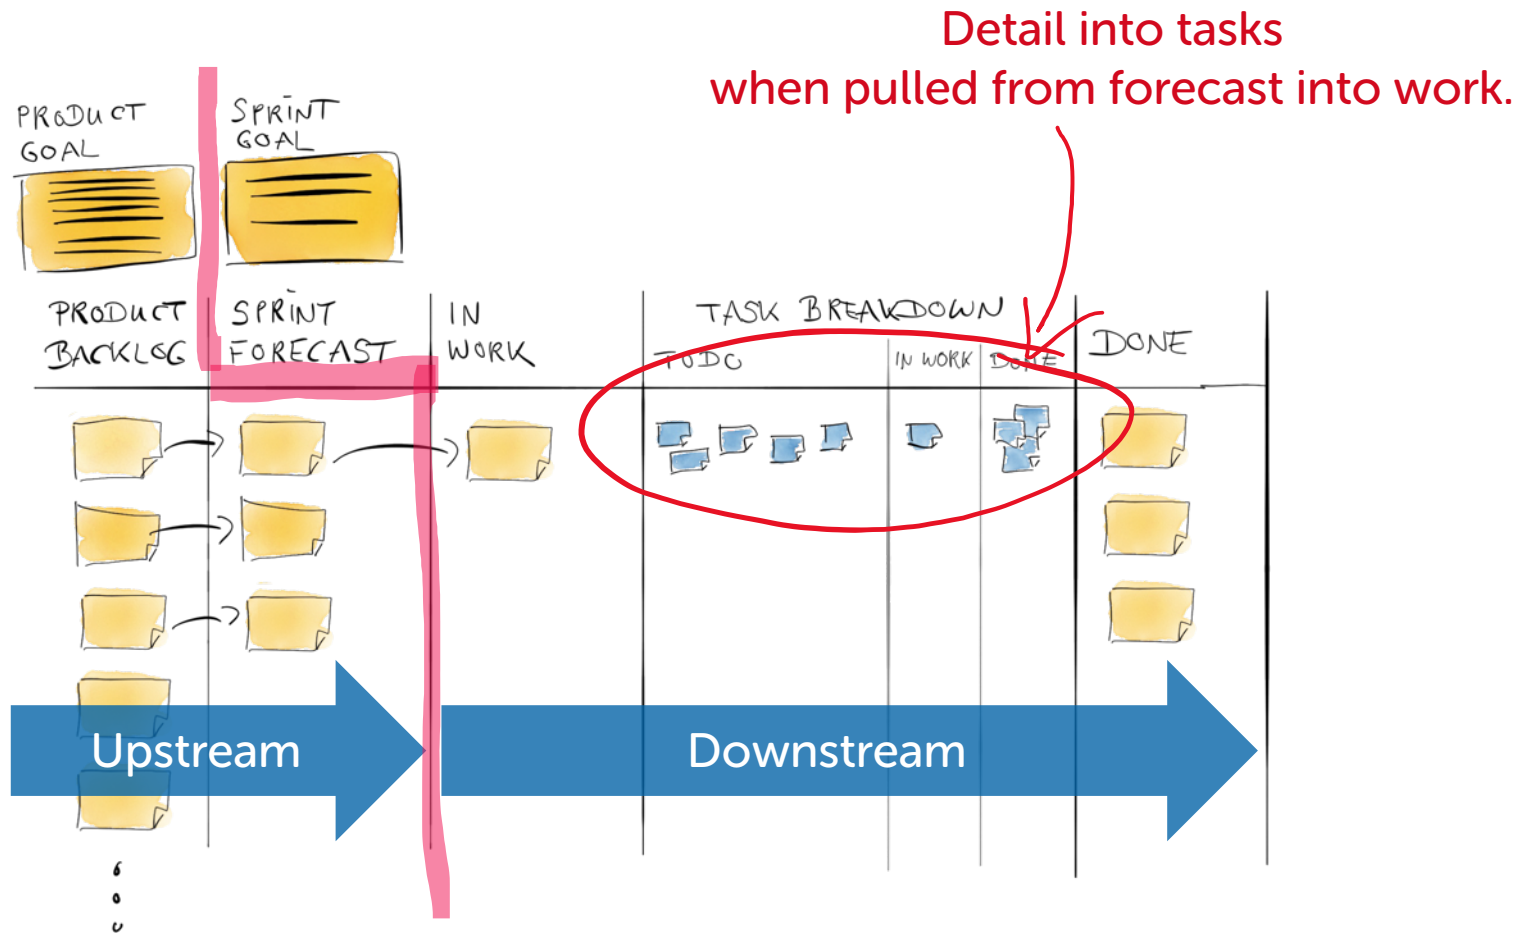 Detail into tasks
when pulled from forecast into work.
PRODUCT
GOAL
SPRINT
GOAL
PRODUCT
BACKLOG
SPRINT
FORECAST
IN
WORK
TASK BREAKDOWN
TODO
IN WORK
DONE
DONE
Upstream
Downstream